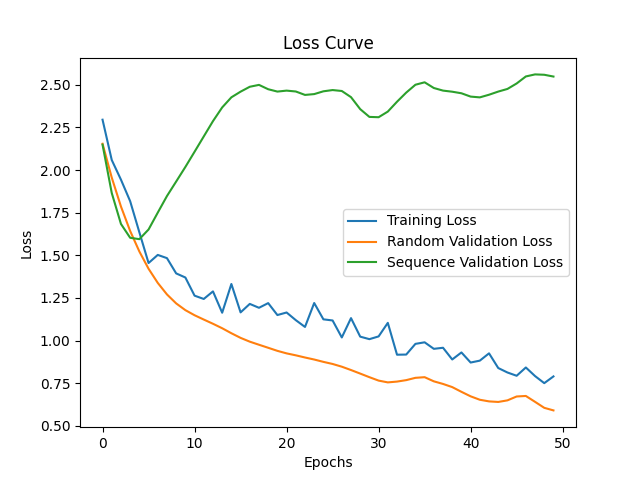 Loss Curve
Loss
2.50
2.25
2.00
1.75
1.50
1.25
1.00
0.75
0.50
Training Loss
Random Validation Loss
Sequence Validation Loss
0 10 20 30 40 50
Epochs